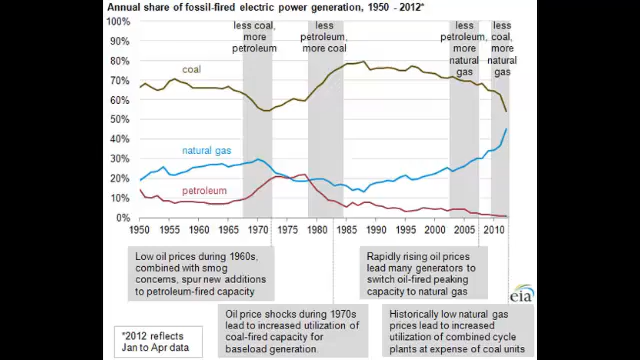 Annual share of fossil-fired electric power generation, 1950 - 2012*
100%
90%
80%
70%
60%
50%
40%
30%
20%
10%
0%
less coal,
more
petroleum
less
petroleum,
more coal
less
petroleum,
more
natural
gas
less
coal,
more
natural
gas
coal
natural gas
petroleum
1950
1955
1960
1965
1970
1975
1980
1985
1990
1995
2000
2005
2010
Low oil prices during 1960s,
combined with smog
concerns, spur new additions
to petroleum-fired capacity
Rapidly rising oil prices
lead many generators to
switch oil-fired peaking
capacity to natural gas
Oil price shocks during 1970s
lead to increased utilization of
coal-fired capacity for
baseload generation.
Historically low natural gas
prices lead to increased
utilization of combined cycle
plants at expense of coal units
*2012 reflects
Jan to Apr data
eia